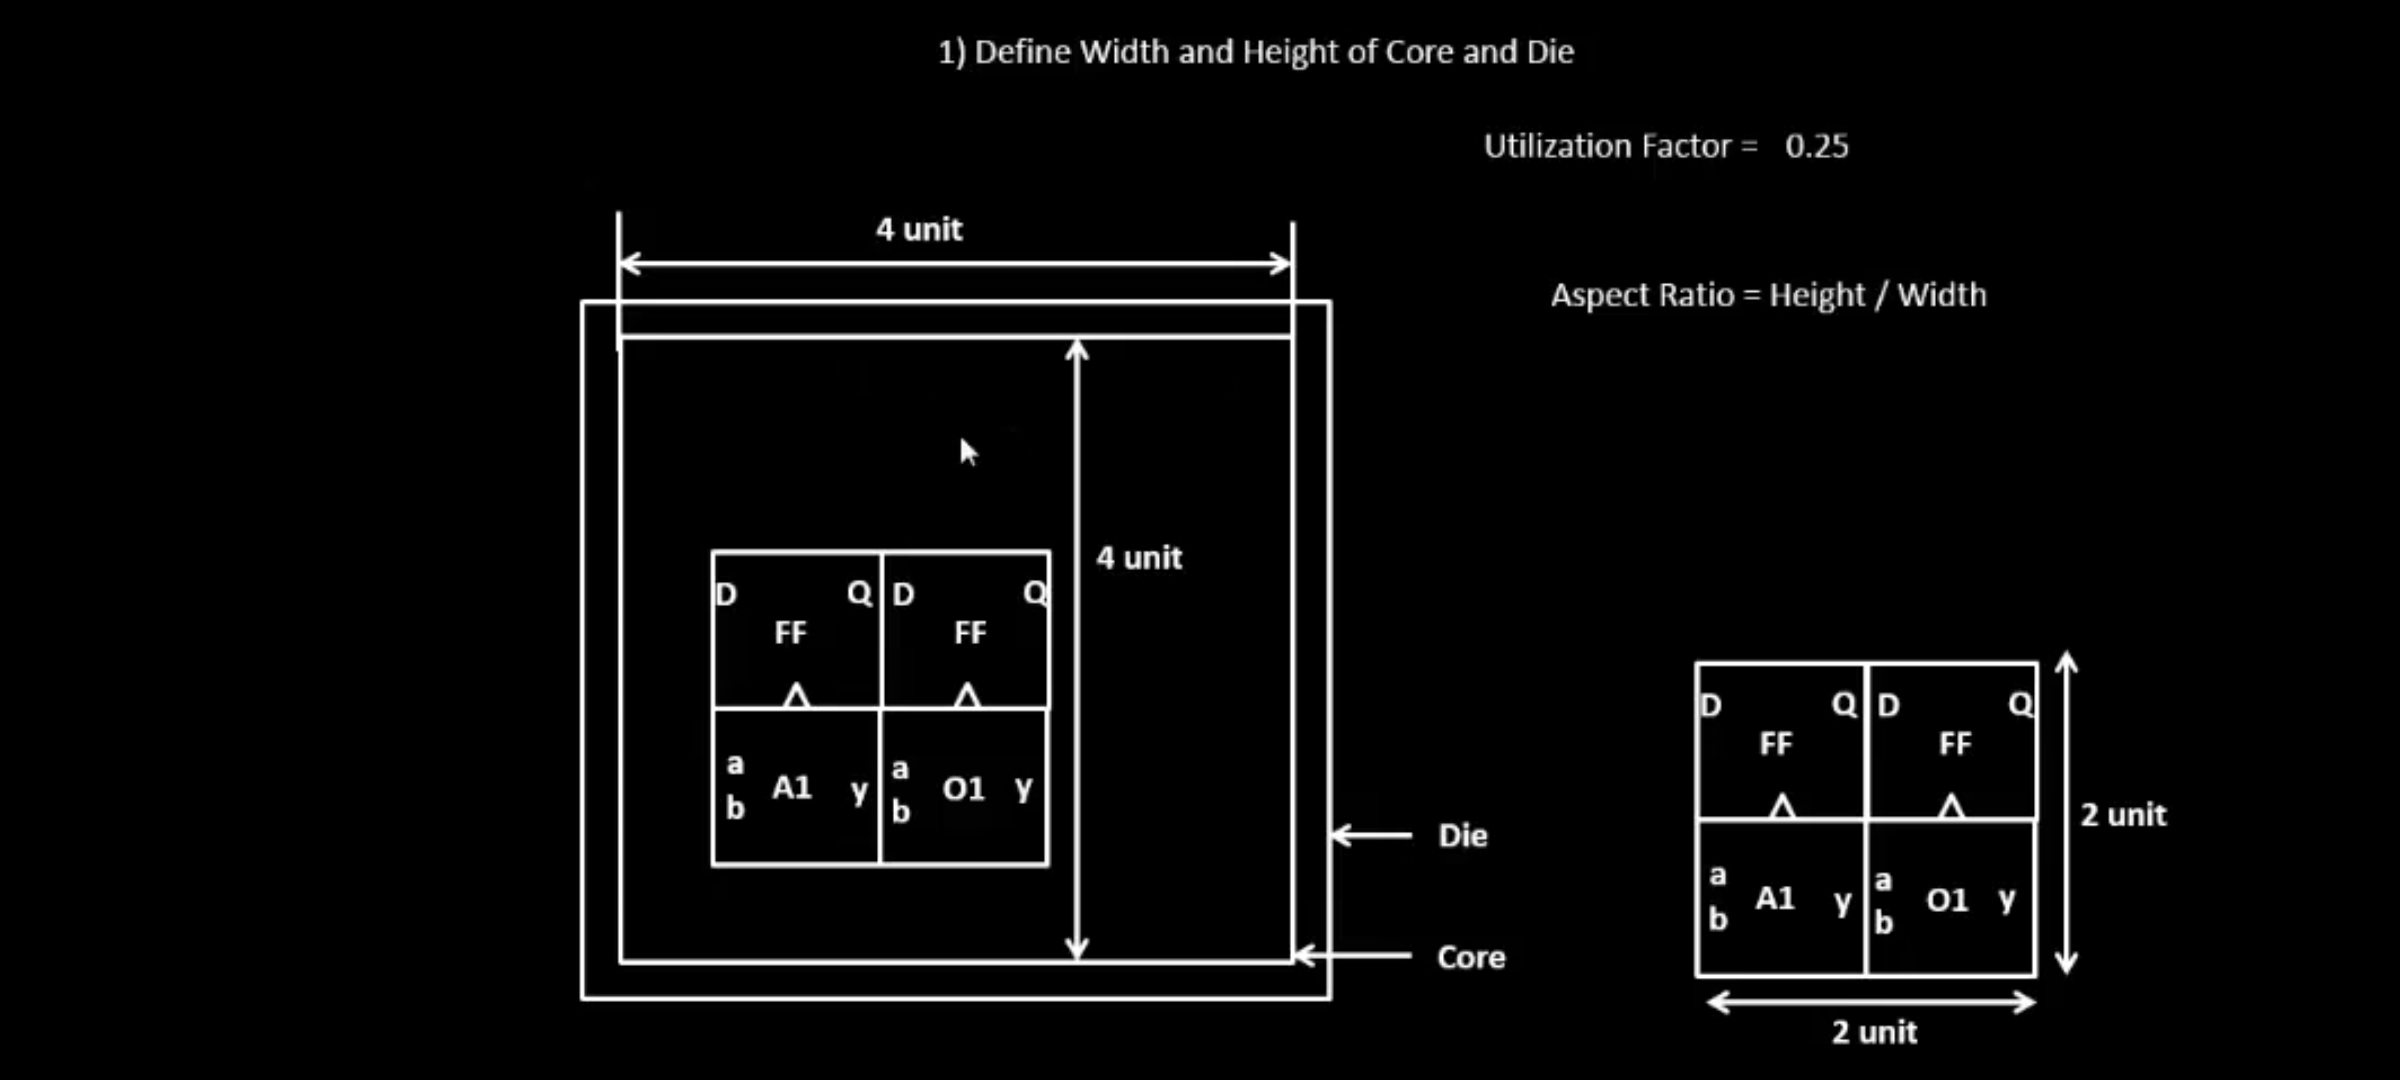 1) Define Width and Height of Core and Die
Utilization Factor = 0.25
4 unit
Aspect Ratio = Height / Width
4 unit
D Q D Q
FF FF
a A1 y a O1 y
b b
Die
Core
D Q D Q
FF FF
a A1 y a O1 y
b b
2 unit
2 unit